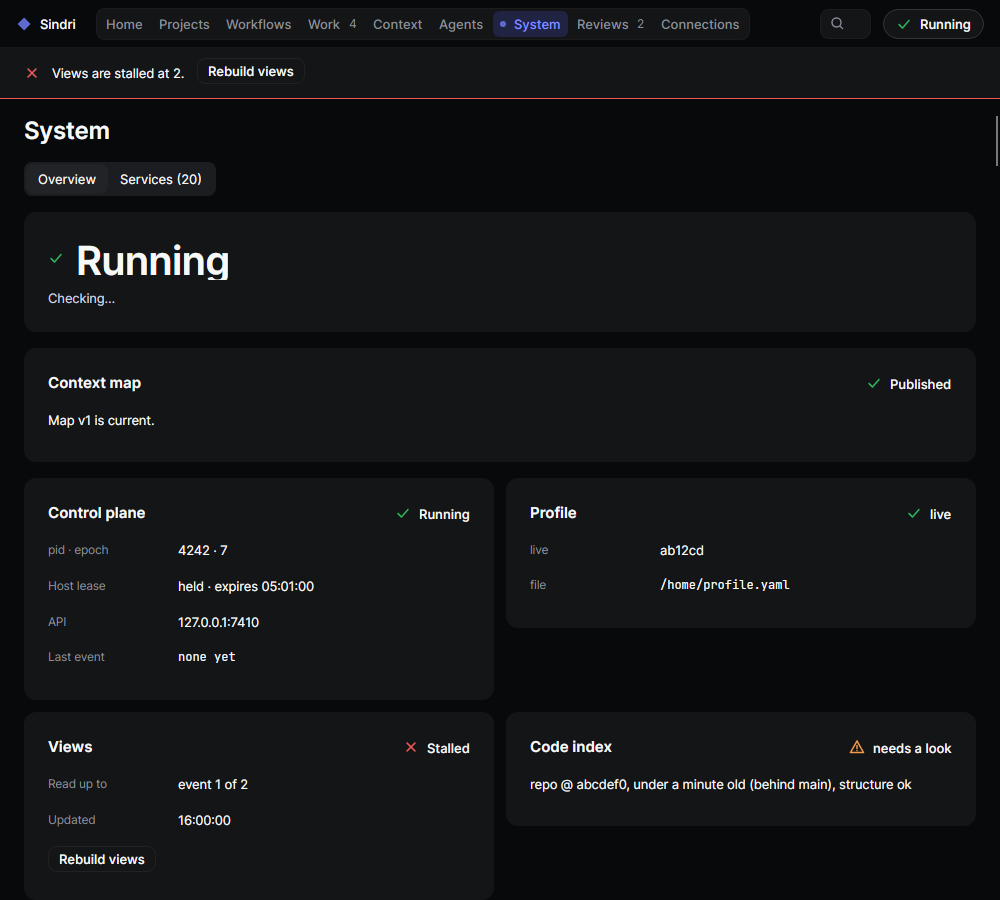 Sindri
Home Projects Workflows Work 4 Context Agents System Reviews 2 Connections
Running
Views are stalled at 2. Rebuild views
System
Overview Services (20)
Running
Checking...
Context map Published
Map v1 is current.
Control plane Running
pid · epoch 4242 · 7
Host lease held · expires 05:01:00
API 127.0.0.1:7410
Last event none yet
Profile live
live ab12cd
file /home/profile.yaml
Views Stalled
Read up to event 1 of 2
Updated 16:00:00
Rebuild views
Code index needs a look
repo @ abcdef0, under a minute old (behind main), structure ok